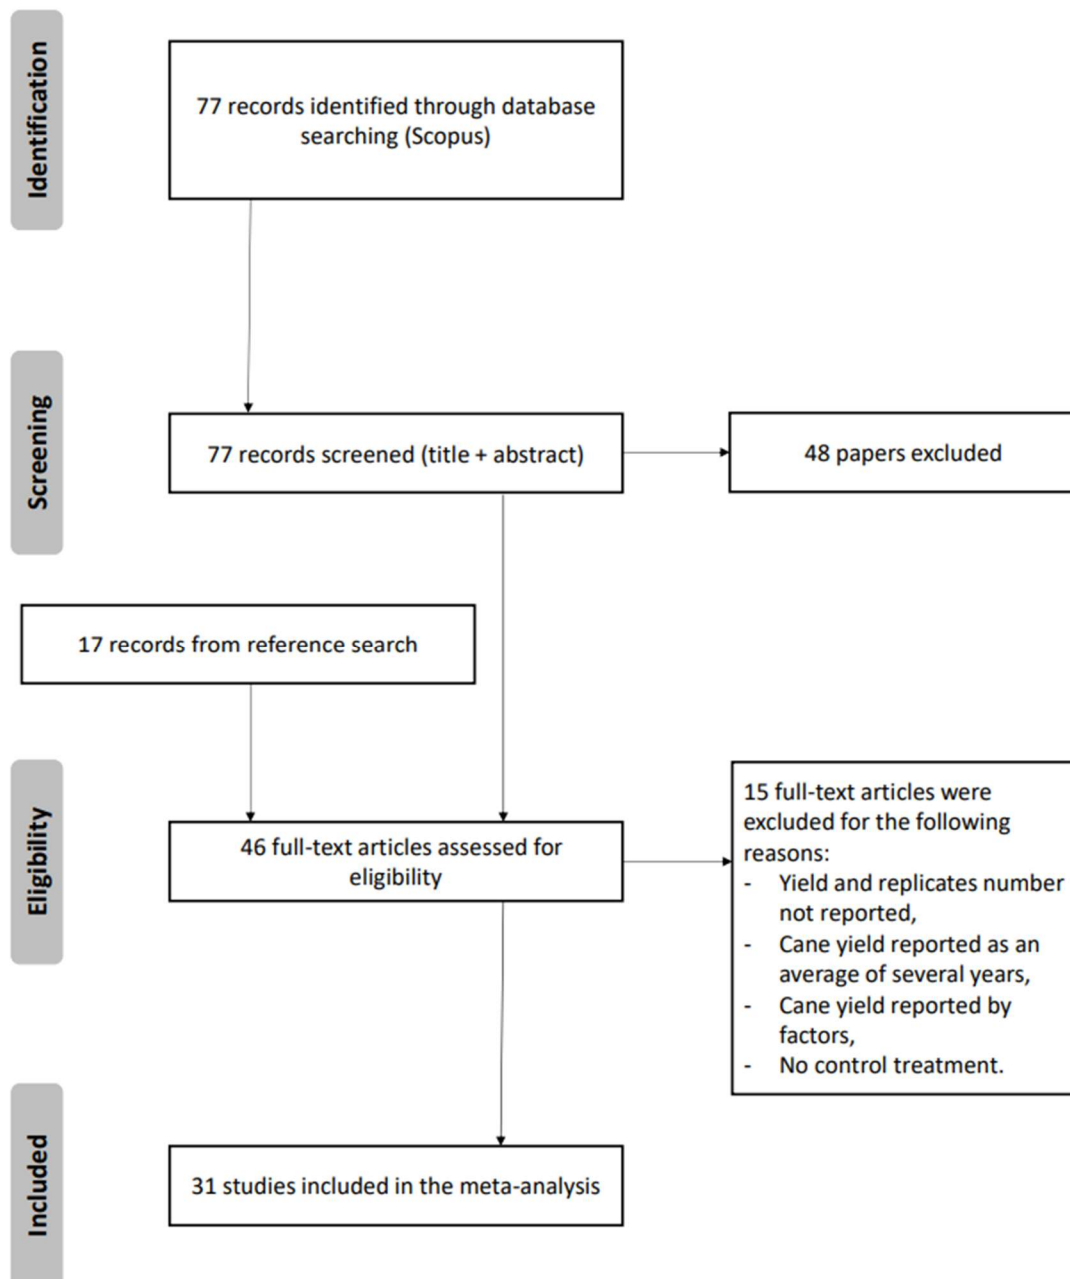 Identification
77 records identified through database
searching (Scopus)
Screening
77 records screened (title + abstract)
48 papers excluded
17 records from reference search
Eligibility
46 full-text articles assessed for
eligibility
15 full-text articles were
excluded for the following
reasons:
- Yield and replicates number
not reported,
- Cane yield reported as an
average of several years,
- Cane yield reported by
factors,
- No control treatment.
Included
31 studies included in the meta-analysis